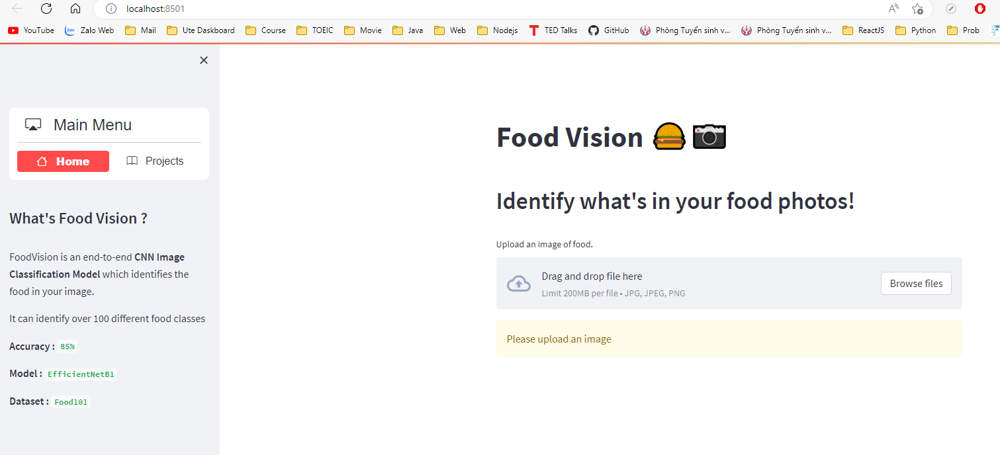 localhost:8501
YouTube Zalo Web Mail Ute Daskboard Course TOEIC Movie Java Web Nodejs TED Talks GitHub Phòng Tuyển sinh v... Phòng Tuyển sinh v... ReactJS Python Prob
Main Menu
Home Projects
What's Food Vision ?
FoodVision is an end-to-end CNN Image
Classification Model which identifies the
food in your image.
It can identify over 100 different food classes
Accuracy : 85%
Model : EfficientNetB1
Dataset : Food101
Food Vision 🍔 📷
Identify what's in your food photos!
Upload an image of food.
Drag and drop file here
Limit 200MB per file • JPG, JPEG, PNG
Browse files
Please upload an image